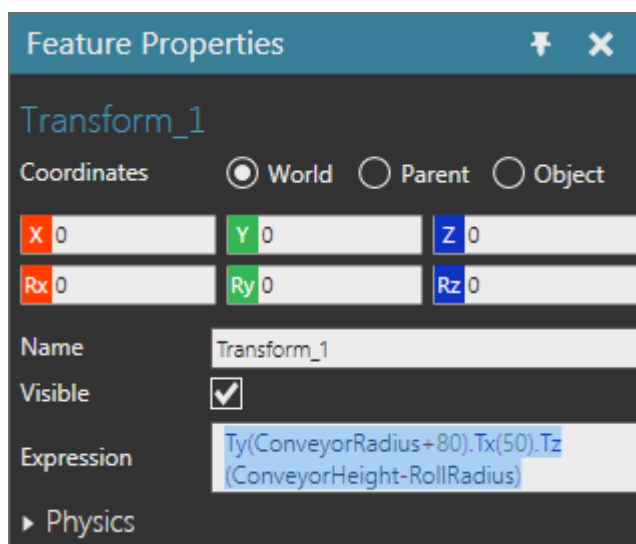 Feature Properties
Transform_1
Coordinates World Parent Object
X 0 Y 0 Z 0
Rx 0 Ry 0 Rz 0
Name Transform_1
Visible
Expression Ty(ConveyorRadius+80).Tx(50).Tz
(ConveyorHeight-RollRadius)
Physics